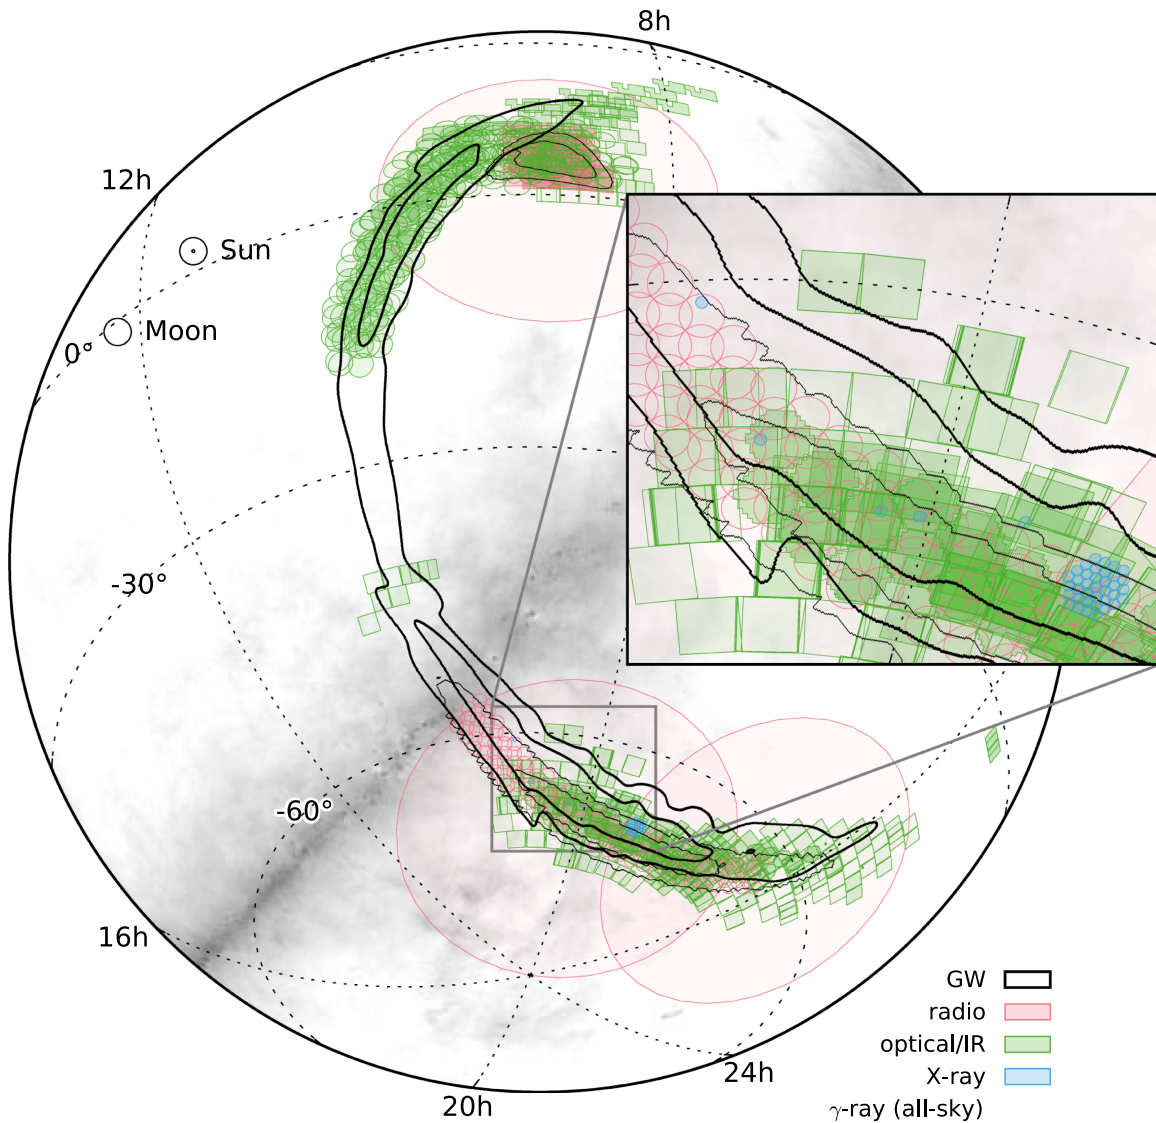 8h
12h
Sun
Moon
0°
-30°
-60°
16h
20h
24h
GW
radio
optical/IR
X-ray
γ-ray (all-sky)